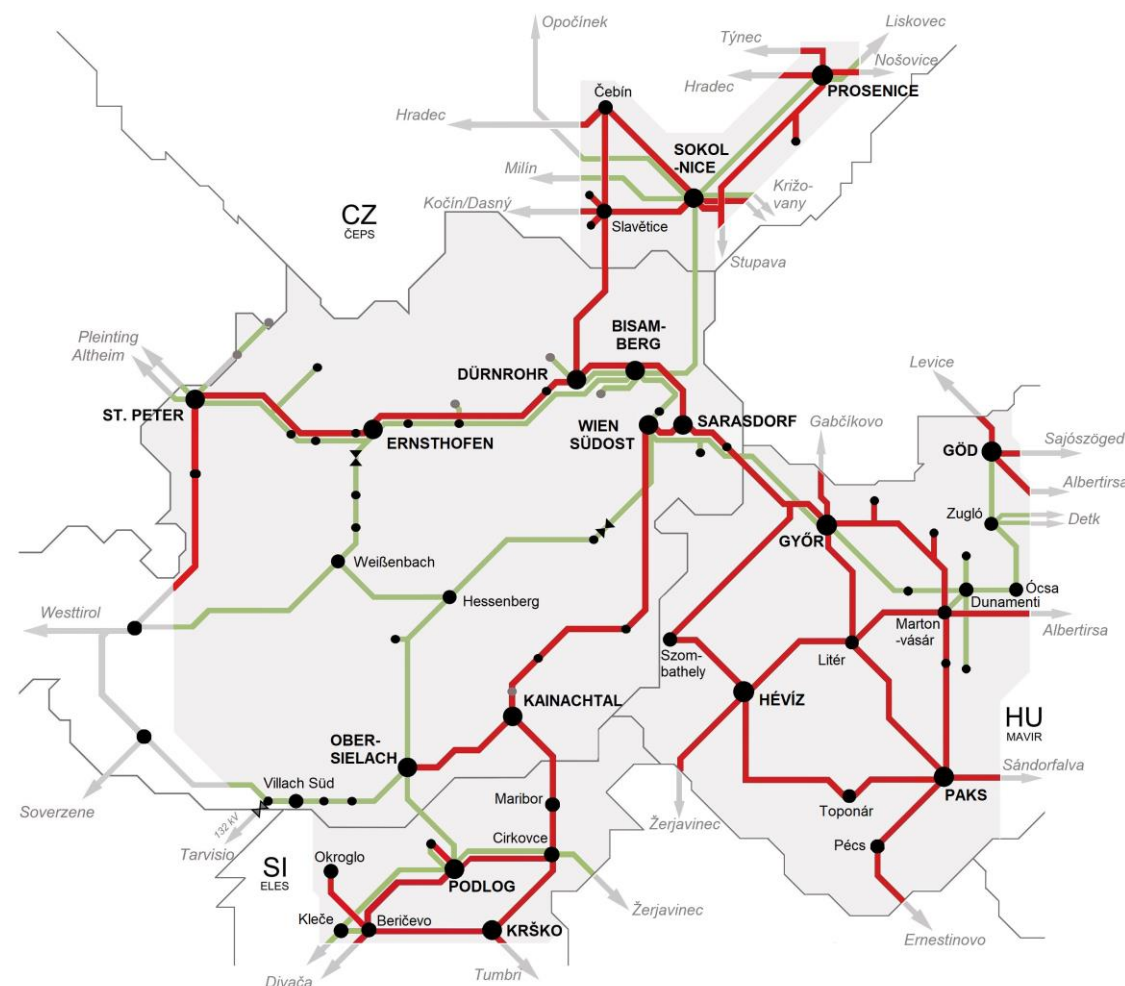 Opočínek
Liskovec
Týnec
Nošovice
Hradec
PROSENICE
Čebín
Hradec
SOKOL
-NICE
Milín
Križo-
vany
Kočín/Dasný
CZ
ČEPS
Slavětice
Stupava
Pleinting
Altheim
BISAM-
BERG
DÜRNROHR
Levice
ST. PETER
ERNSTHOFEN
WIEN
SÜDOST
SARASDORF
Gabčíkovo
GÖD
Sajószöged
Albertirsa
Zugló
Detk
GYŐR
Weißenbach
Ócsa
Hessenberg
Dunamenti
Westtirol
Marton
-vásár
Albertirsa
Szom-
bathely
Litér
KAINACHTAL
HÉVÍZ
HU
MAVIR
OBER-
SIELACH
Sándorfalva
Villach Süd
PAKS
Maribor
Toponár
Soverzene
132 kV
Žerjavinec
Tarvisio
Cirkovce
Pécs
SI
ELES
Okroglo
PODLOG
Žerjavinec
Kleče
Beričevo
KRŠKO
Ernestinovo
Divača
Tumbri